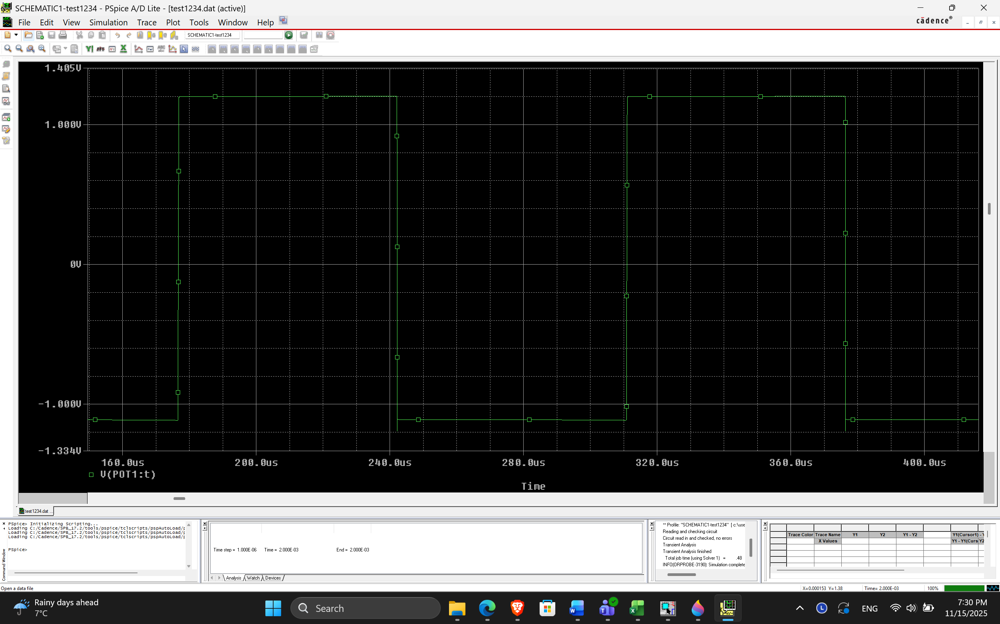 SCHEMATIC1-test1234 - PSpice A/D Lite - [test1234.dat (active)]
File Edit View Simulation Trace Plot Tools Window Help
cādence®
SCHEMATIC1-test1234
FFT
ABC
abc
1.405V
1.000V
0V
-1.000V
-1.334V
160.0us 200.0us 240.0us 280.0us 320.0us 360.0us 400.0us
V(POT1:t)
Time
test1234.dat ...
PSpice> Initializing Scripting...
Loading C:/Cadence/SPB_17.2/tools/pspice/tclscripts/pspAutoLoad/
Loading C:/Cadence/SPB_17.2/tools/pspice/tclscripts/pspAutoLoad/
Loading C:/Cadence/SPB_17.2/tools/pspice/tclscripts/pspAutoLoad/
PSpice>
Command Window
Time step = 1.000E-06 Time = 2.000E-03 End = 2.000E-03
Analysis Watch Devices
** Profile: "SCHEMATIC1-test1234" [ c:\use
Reading and checking circuit
Circuit read in and checked, no errors
Transient Analysis
Transient Analysis finished
Total job time (using Solver 1) = .48
INFO(ORPROBE-3190): Simulation complete
Trace Color Trace Name Y1 Y2 Y1 - Y2 Y1(Cursor1) -
X Values Y1 - Y1(Curs Y2
Open a data file
X=0.000153 Y=1.38 Time= 2.000E-03 100%
Rainy days ahead
7°C
Search
L
ENG
7:30 PM
11/15/2025